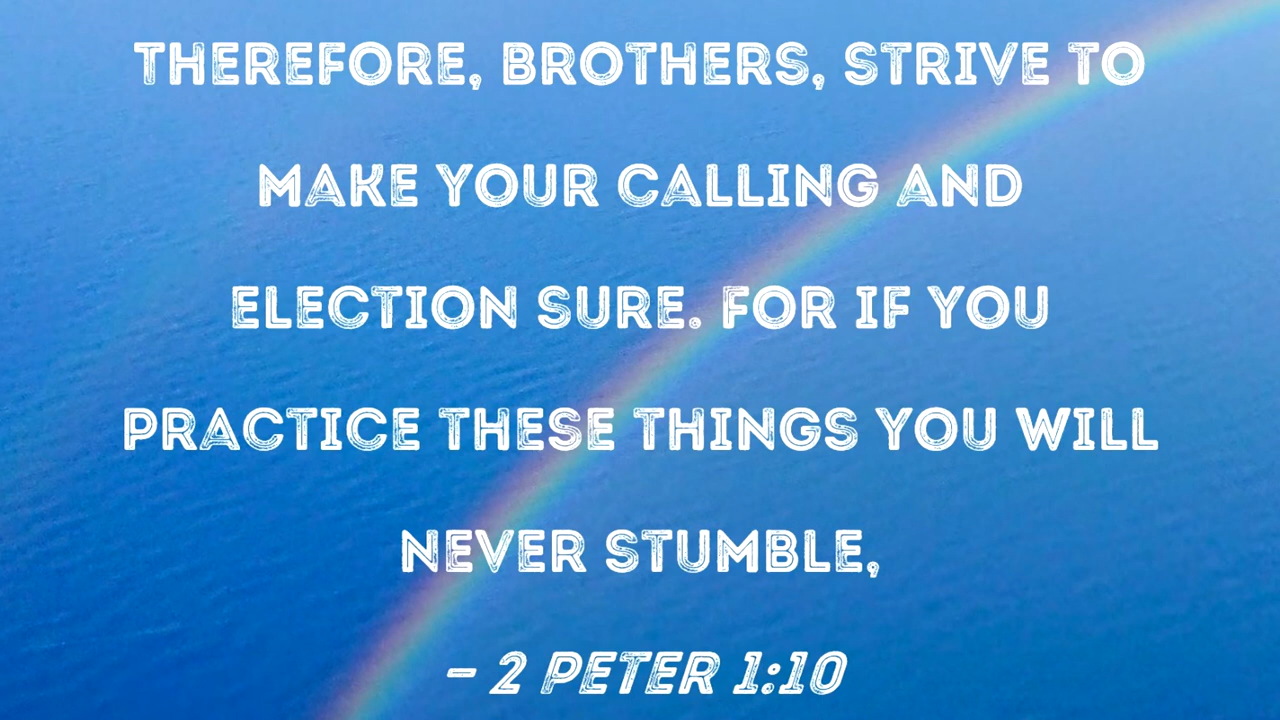 THEREFORE, BROTHERS, STRIVE TO
MAKE YOUR CALLING AND
ELECTION SURE. FOR IF YOU
PRACTICE THESE THINGS YOU WILL
NEVER STUMBLE,
– 2 PETER 1:10